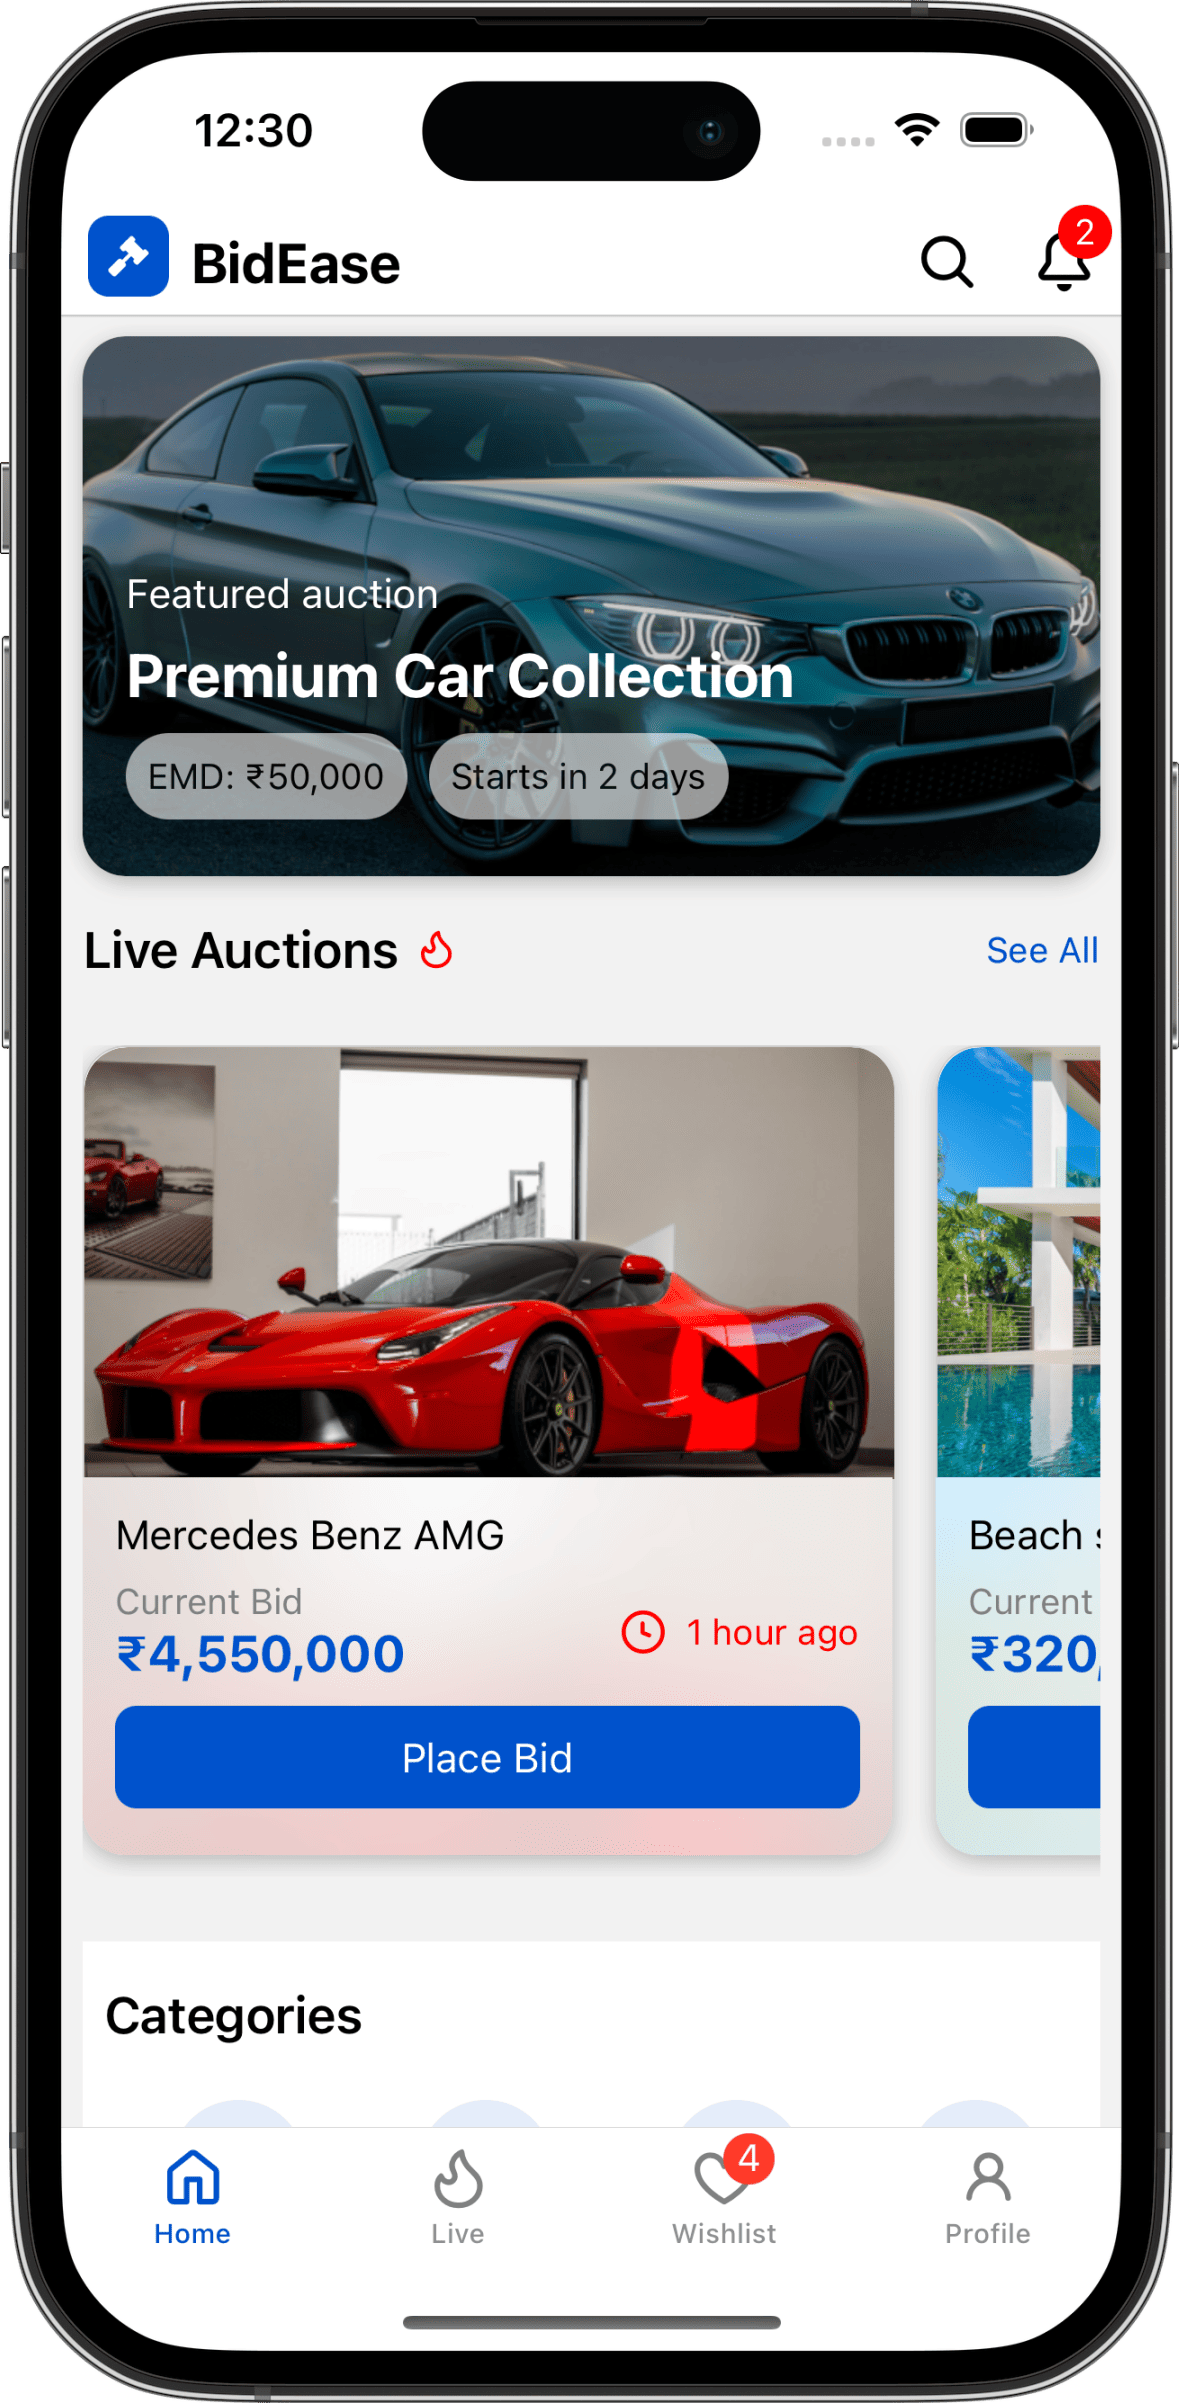 12:30
BidEase
2
Featured auction
Premium Car Collection
EMD: ₹50,000
Starts in 2 days
Live Auctions
See All
Mercedes Benz AMG
Current Bid
₹4,550,000
1 hour ago
Place Bid
Beach
Current
₹320,
Categories
Home
Live
4
Wishlist
Profile